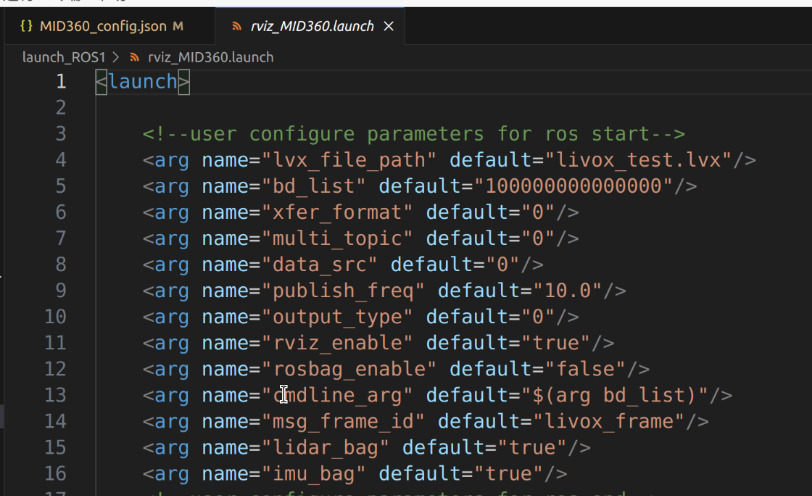 {} MID360_config.json M
rviz_MID360.launch ×
launch_ROS1 > rviz_MID360.launch
1 <launch>
2
3 <!--user configure parameters for ros start-->
4 <arg name="lvx_file_path" default="livox_test.lvx"/>
5 <arg name="bd_list" default="100000000000000"/>
6 <arg name="xfer_format" default="0"/>
7 <arg name="multi_topic" default="0"/>
8 <arg name="data_src" default="0"/>
9 <arg name="publish_freq" default="10.0"/>
10 <arg name="output_type" default="0"/>
11 <arg name="rviz_enable" default="true"/>
12 <arg name="rosbag_enable" default="false"/>
13 <arg name="cmdline_arg" default="$(arg bd_list)"/>
14 <arg name="msg_frame_id" default="livox_frame"/>
15 <arg name="lidar_bag" default="true"/>
16 <arg name="imu_bag" default="true"/>